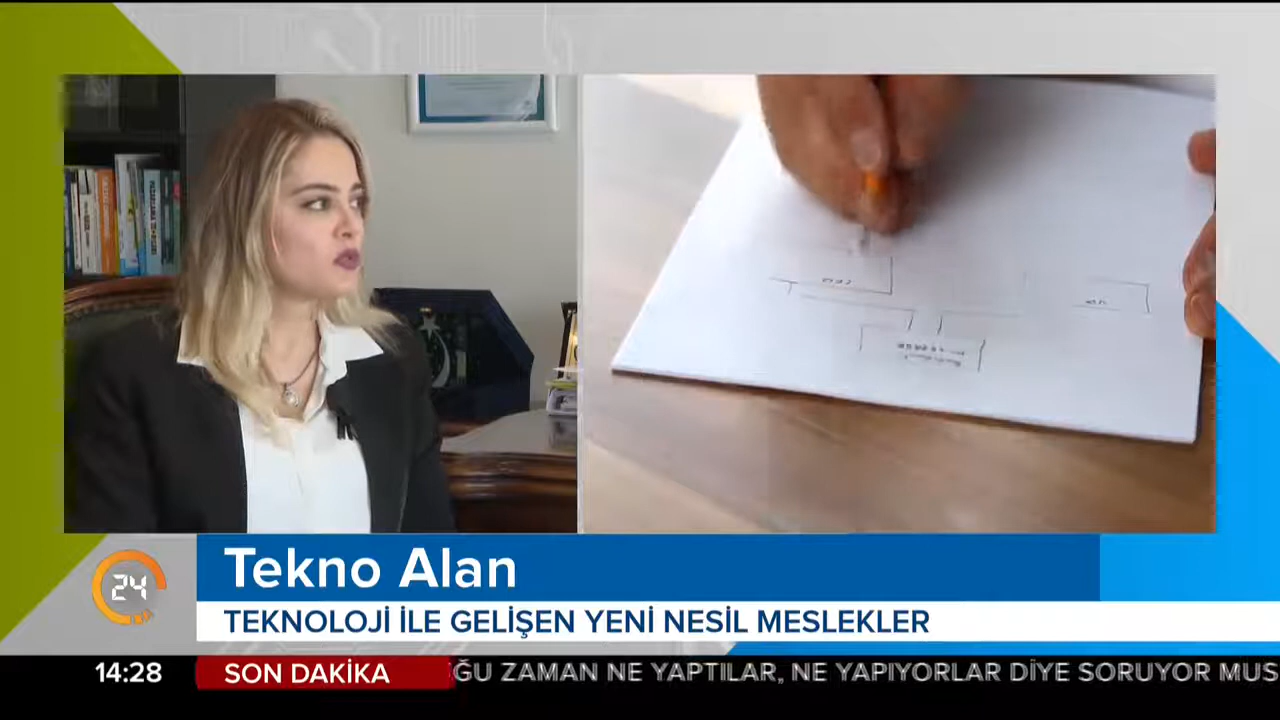 24
Tekno Alan
TEKNOLOJİ İLE GELİŞEN YENİ NESİL MESLEKLER
14:28
SON DAKİKA
ĞU ZAMAN NE YAPTILAR, NE YAPIYORLAR DİYE SORUYOR MUS